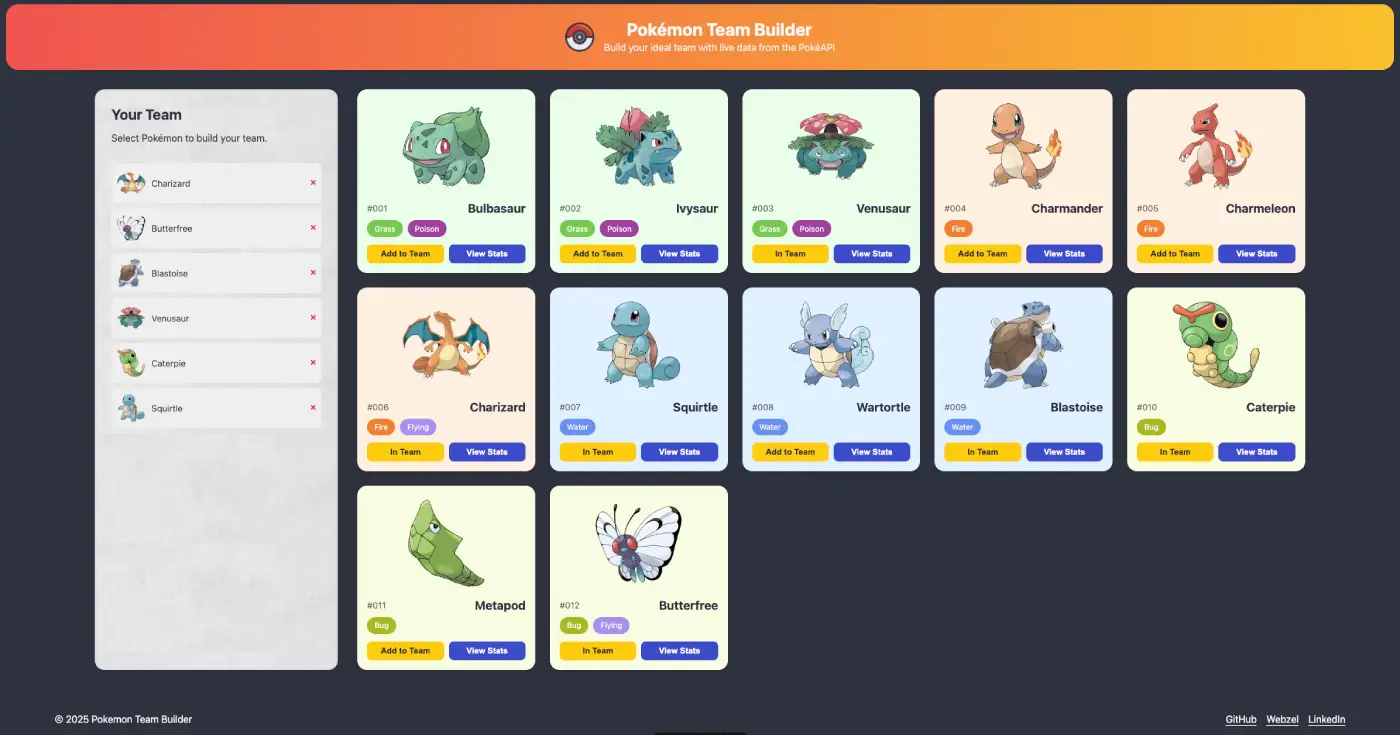 Pokémon Team Builder
Build your ideal team with live data from the PokéAPI
Your Team
Select Pokémon to build your team.
Charizard ×
Butterfree ×
Blastoise ×
Venusaur ×
Caterpie ×
Squirtle ×
#001 Bulbasaur
Grass Poison
Add to Team View Stats
#002 Ivysaur
Grass Poison
Add to Team View Stats
#003 Venusaur
Grass Poison
In Team View Stats
#004 Charmander
Fire
Add to Team View Stats
#005 Charmeleon
Fire
Add to Team View Stats
#006 Charizard
Fire Flying
In Team View Stats
#007 Squirtle
Water
In Team View Stats
#008 Wartortle
Water
Add to Team View Stats
#009 Blastoise
Water
In Team View Stats
#010 Caterpie
Bug
In Team View Stats
#011 Metapod
Bug
Add to Team View Stats
#012 Butterfree
Bug Flying
In Team View Stats
© 2025 Pokemon Team Builder
GitHub Webzel LinkedIn